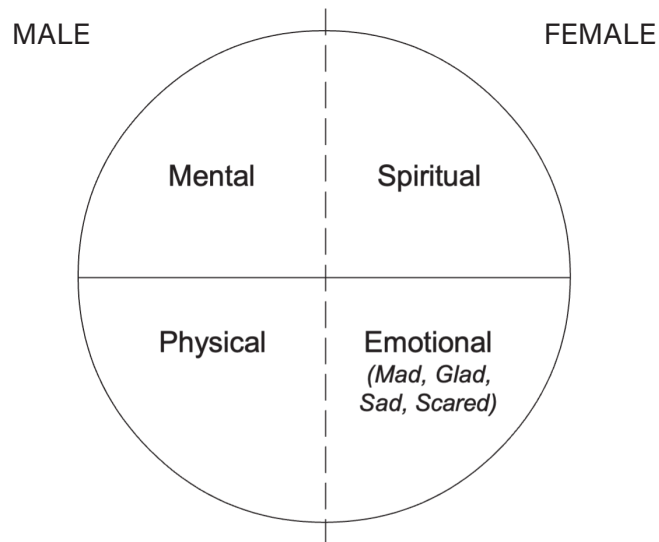 MALE
FEMALE
Mental
Spiritual
Physical
Emotional
(Mad, Glad,
Sad, Scared)